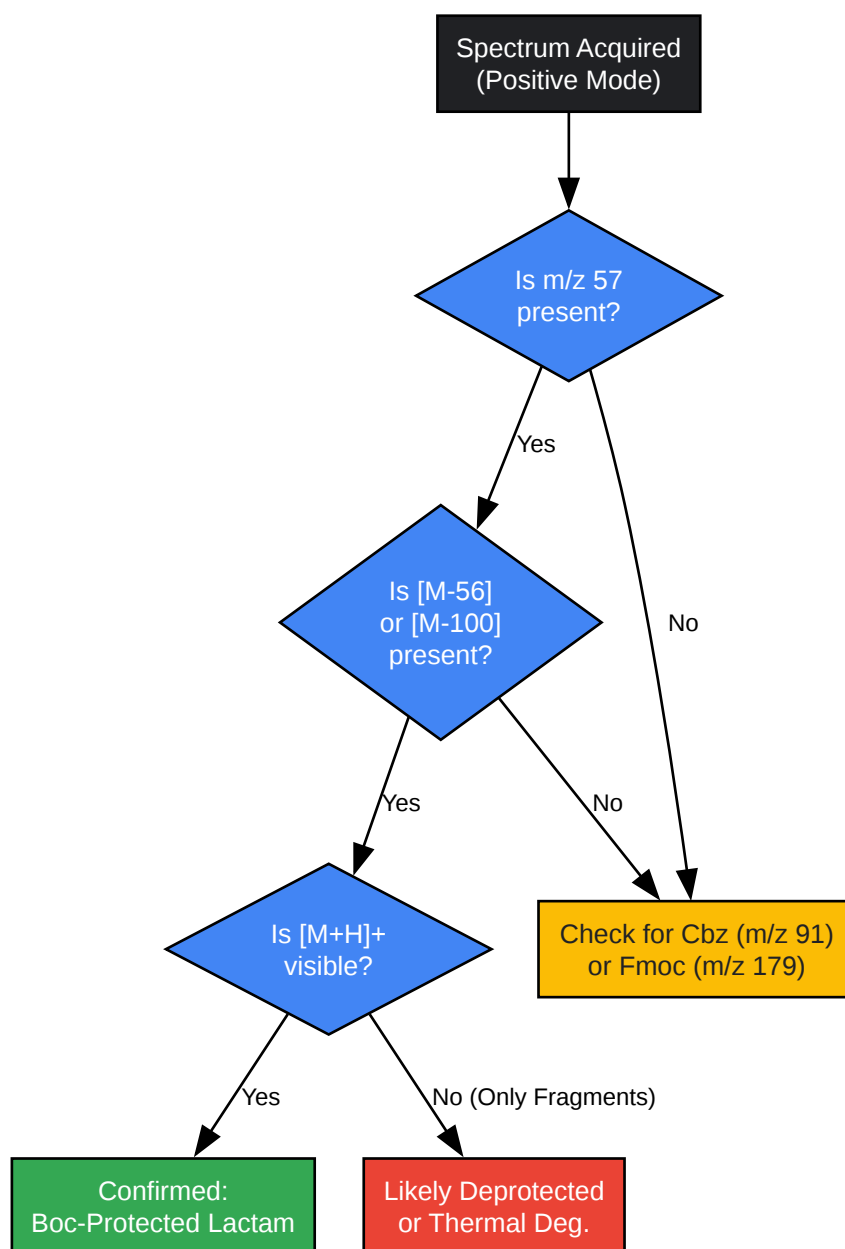 Spectrum Acquired
(Positive Mode)
Is m/z 57
present?
Yes
No
Is [M-56]
or [M-100]
present?
Yes
No
Is [M+H]+
visible?
Check for Cbz (m/z 91)
or Fmoc (m/z 179)
Yes
No (Only Fragments)
Confirmed:
Boc-Protected Lactam
Likely Deprotected
or Thermal Deg.